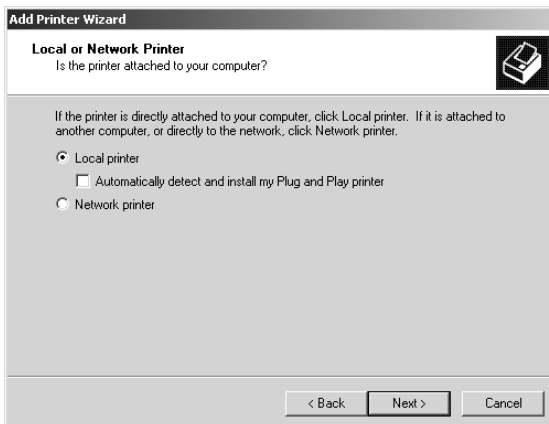 Add Printer Wizard
Local or Network Printer
Is the printer attached to your computer?
If the printer is directly attached to your computer, click Local printer. If it is attached to
another computer, or directly to the network, click Network printer.
Local printer
Automatically detect and install my Plug and Play printer
Network printer
< Back Next > Cancel